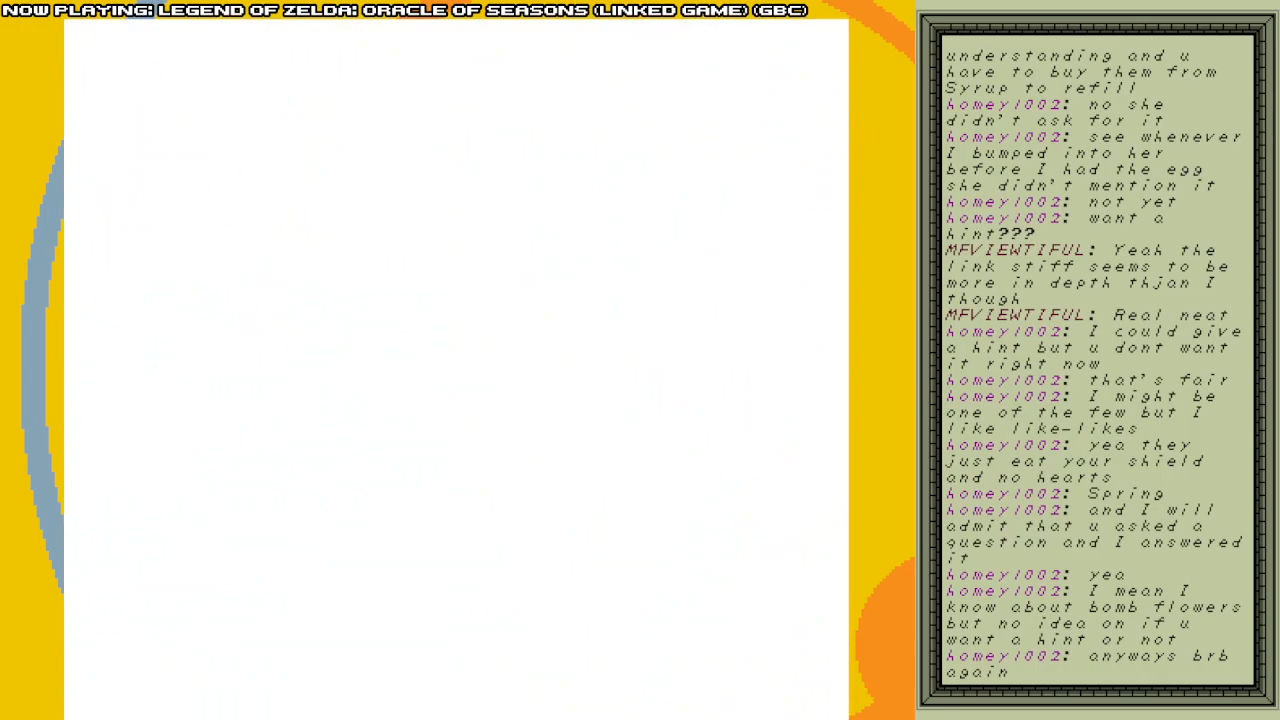 NOW PLAYING: LEGEND OF ZELDA: ORACLE OF SEASONS (LINKED GAME) (GBC)
understanding and u
have to buy them from
Syrup to refill
homey1002: no she
didn't ask for it
homey1002: see whenever
I bumped into her
before I had the egg
she didn't mention it
homey1002: not yet
homey1002: want a
hint???
MFVIEWTIFUL: Yeah the
link stiff seems to be
more in depth thjan I
though
MFVIEWTIFUL: Real neat
homey1002: I could give
a hint but u dont want
it right now
homey1002: that's fair
homey1002: I might be
one of the few but I
like like-likes
homey1002: yea they
just eat your shield
and no hearts
homey1002: Spring
homey1002: and I will
admit that u asked a
question and I answered
it
homey1002: yea
homey1002: I mean I
know about bomb flowers
but no idea on if u
want a hint or not
homey1002: anyways brb
again